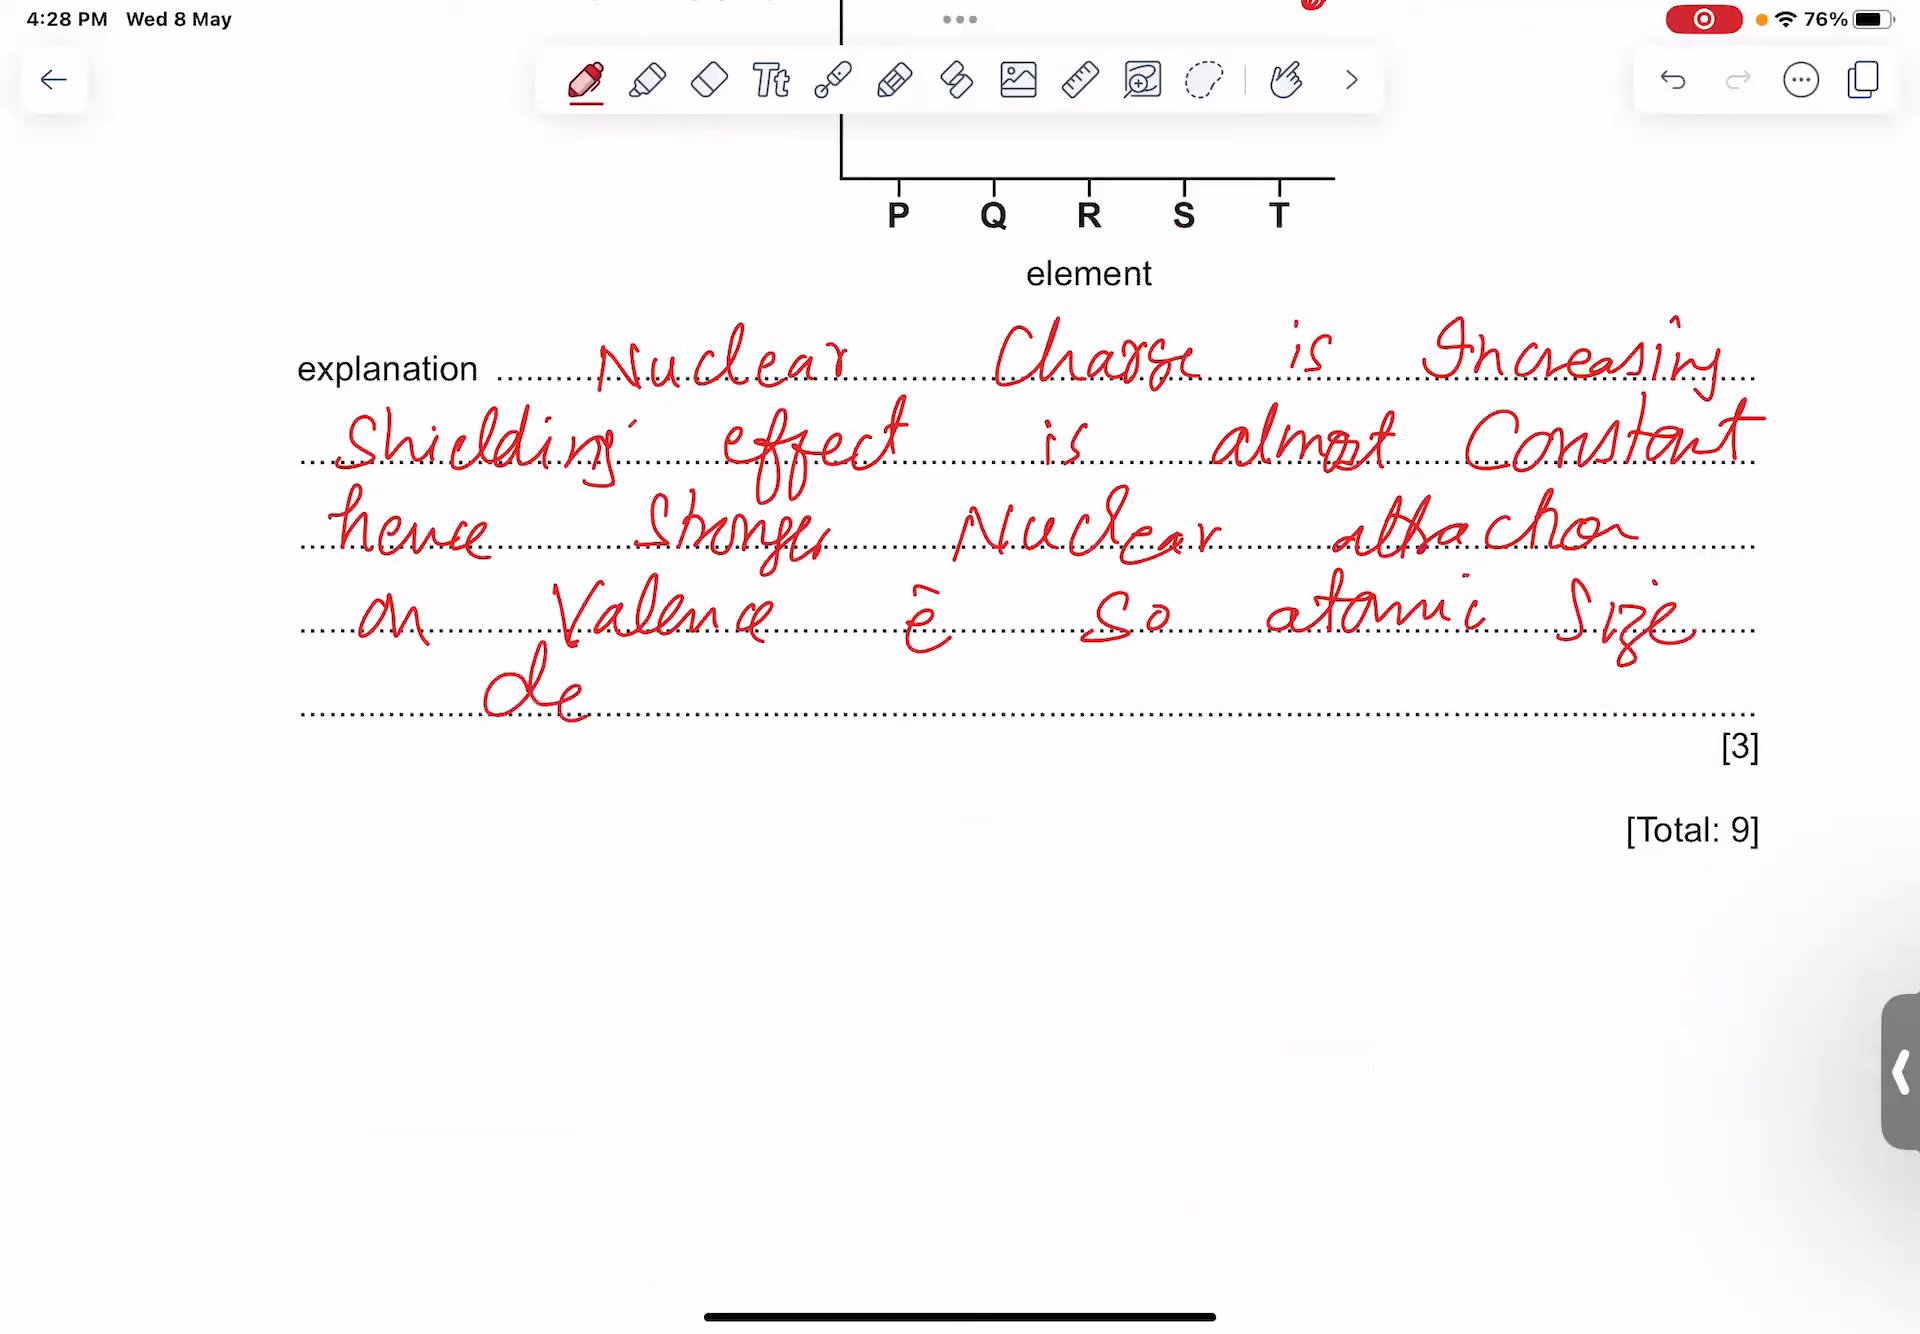 4:28 PM Wed 8 May
76%
Tt
P Q R S T
element
explanation Nuclear Charge is Increasing
Shielding effect is almost Constant
hence Stronger Nuclear attraction
on Valence ē so atomic Size
de
[3]
[Total: 9]